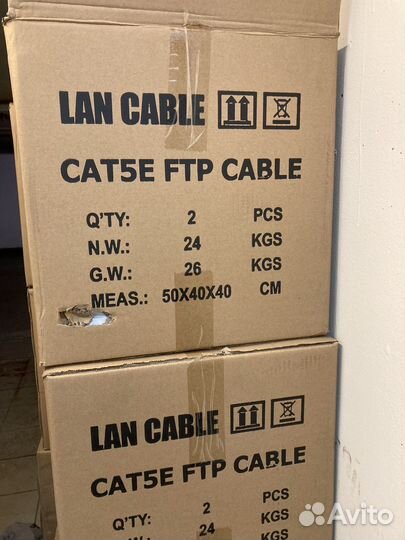 LAN CABLE
CAT5E FTP CABLE
Q'TY: 2 PCS
N.W.: 24 KGS
G.W.: 26 KGS
MEAS.: 50X40X40 CM
LAN CABLE
CAT5E FTP CABLE
Q'TY: 2 PCS
24 KGS
Avito